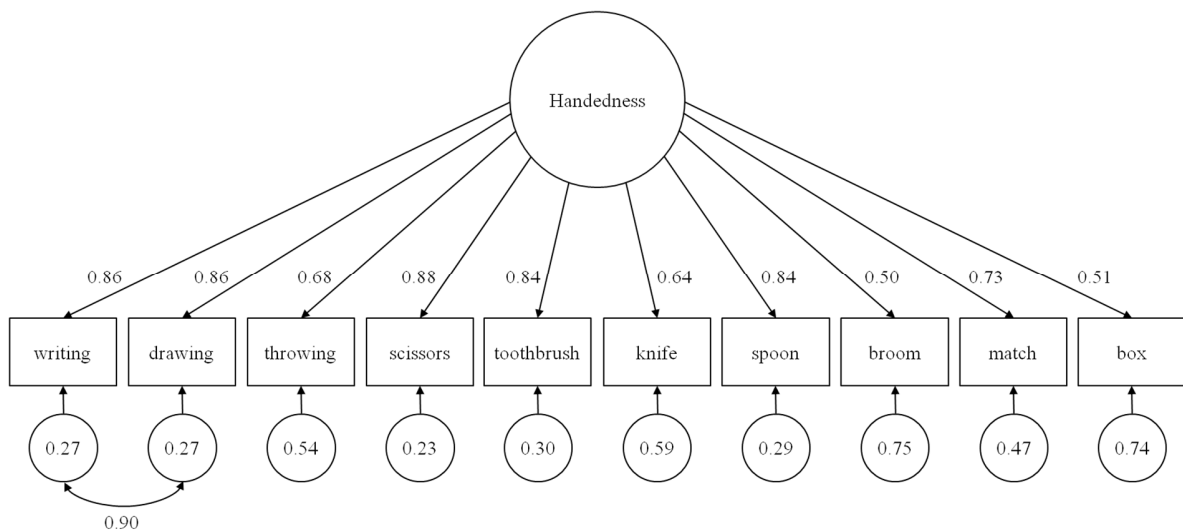 Handedness
0.86 0.86 0.68 0.88 0.84 0.64 0.84 0.50 0.73 0.51
writing drawing throwing scissors toothbrush knife spoon broom match box
0.27 0.27 0.54 0.23 0.30 0.59 0.29 0.75 0.47 0.74
0.90